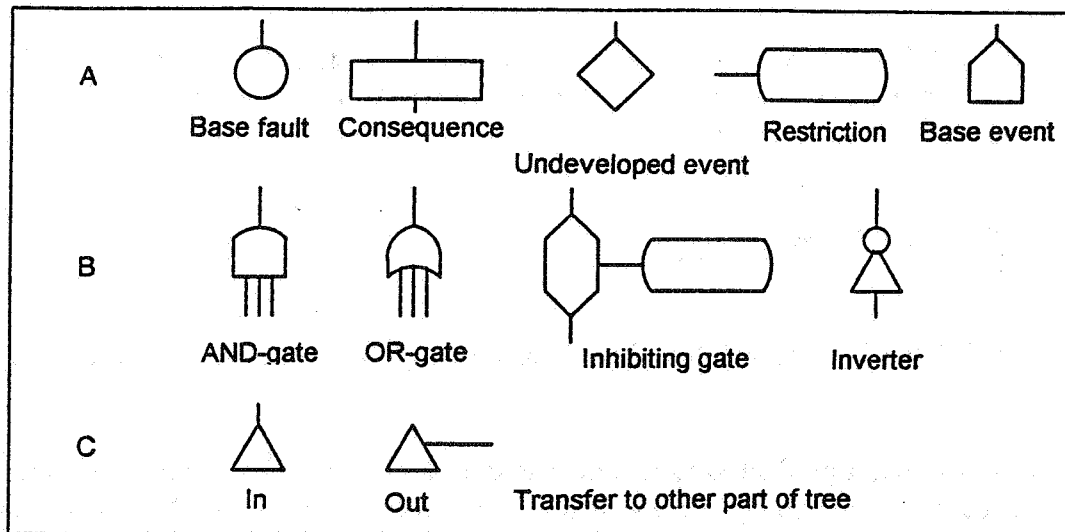 A
Base fault
Consequence
Undeveloped event
Restriction
Base event
B
AND-gate
OR-gate
Inhibiting gate
Inverter
C
In
Out
Transfer to other part of tree